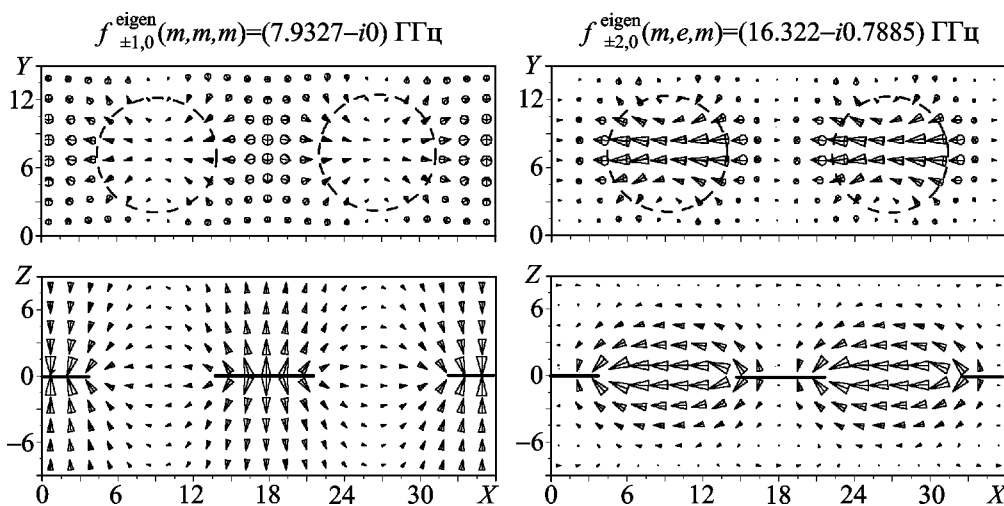 f^eigen_±1,0(m,m,m)=(7.9327–i0) ГГц
f^eigen_±2,0(m,e,m)=(16.322–i0.7885) ГГц
Y
12
6
0
Y
12
6
0
Z
6
0
–6
0 6 12 18 24 30 X
Z
6
0
–6
0 6 12 18 24 30 X